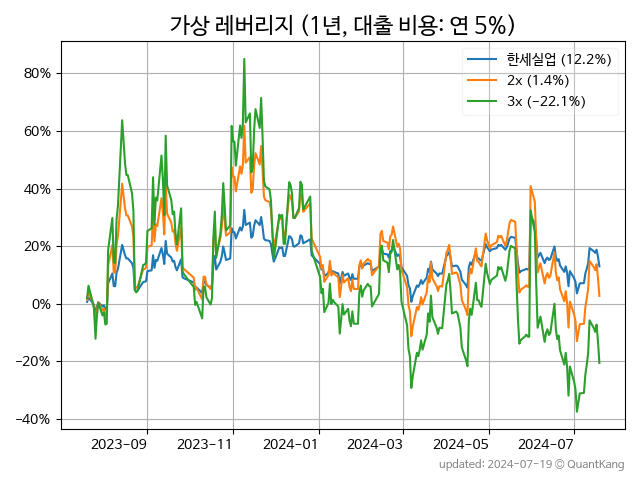 가상 레버리지 (1년, 대출 비용: 연 5%)
한세실업 (12.2%)
2x (1.4%)
3x (−22.1%)
80%
60%
40%
20%
0%
−20%
−40%
2023-09 2023-11 2024-01 2024-03 2024-05 2024-07
updated: 2024-07-19 © QuantKang